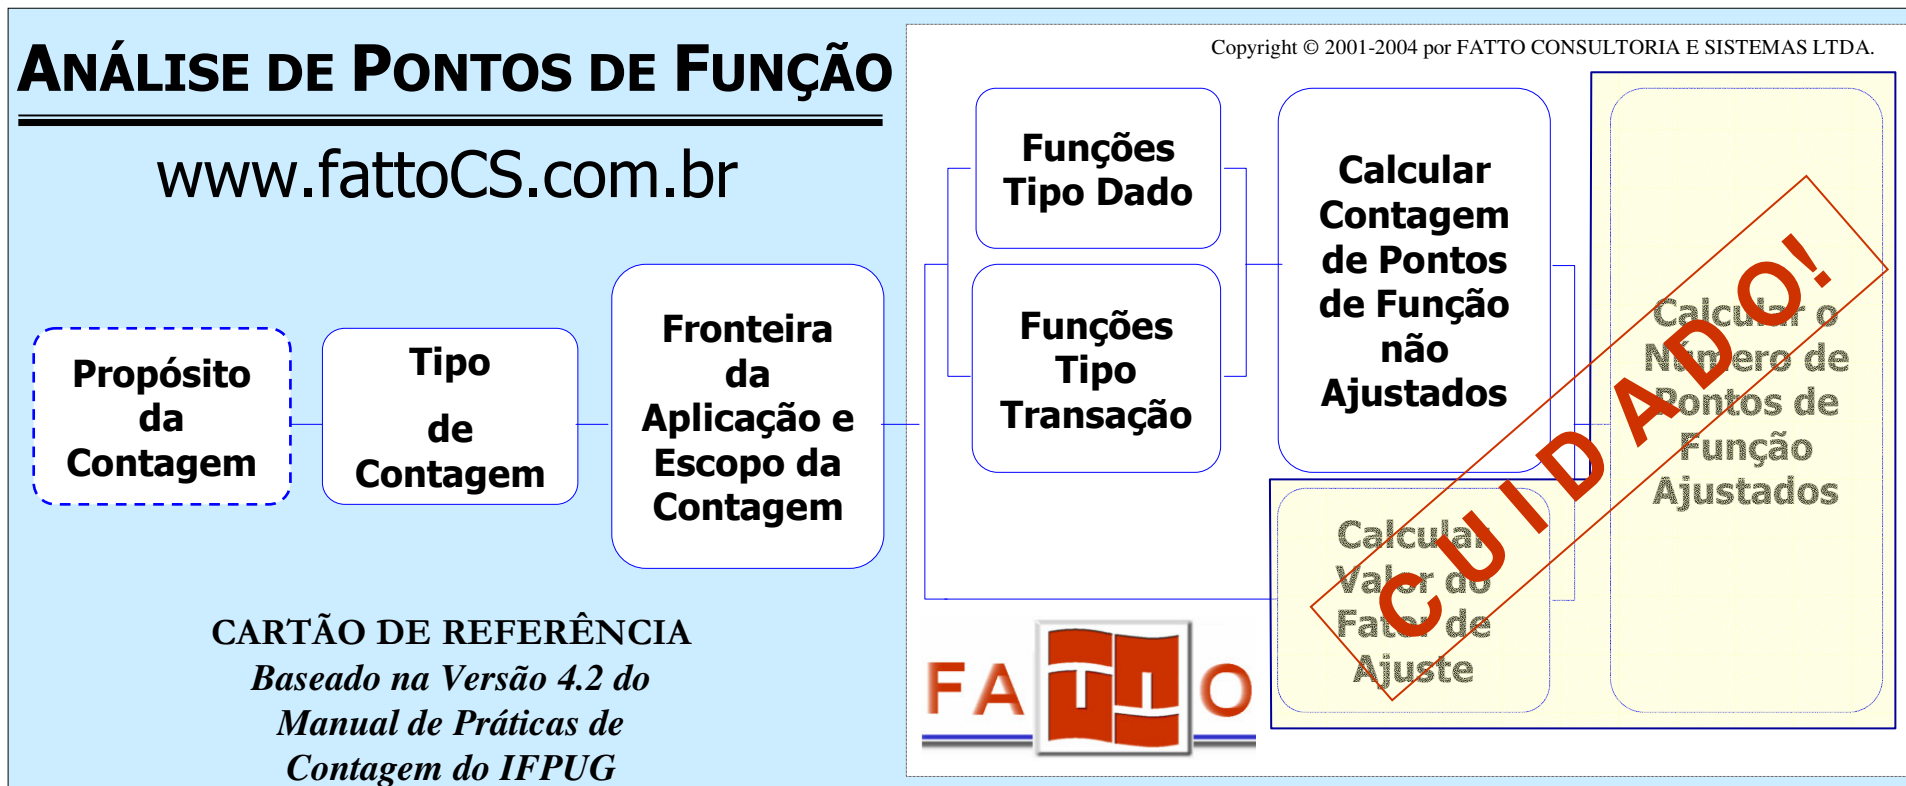 ANÁLISE DE PONTOS DE FUNÇÃO
www.fattoCS.com.br
Copyright © 2001-2004 por FATTO CONSULTORIA E SISTEMAS LTDA.
Propósito
da
Contagem
Tipo
de
Contagem
Fronteira
da
Aplicação e
Escopo da
Contagem
Funções
Tipo Dado
Funções
Tipo
Transação
Calcular
Contagem
de Pontos
de Função
não
Ajustados
Calcular
Valor do
Fator de
Ajuste
Calcular o
Número de
Pontos de
Função
Ajustados
CUIDADO!
CARTÃO DE REFERÊNCIA
Baseado na Versão 4.2 do
Manual de Práticas de
Contagem do IFPUG
FATTO